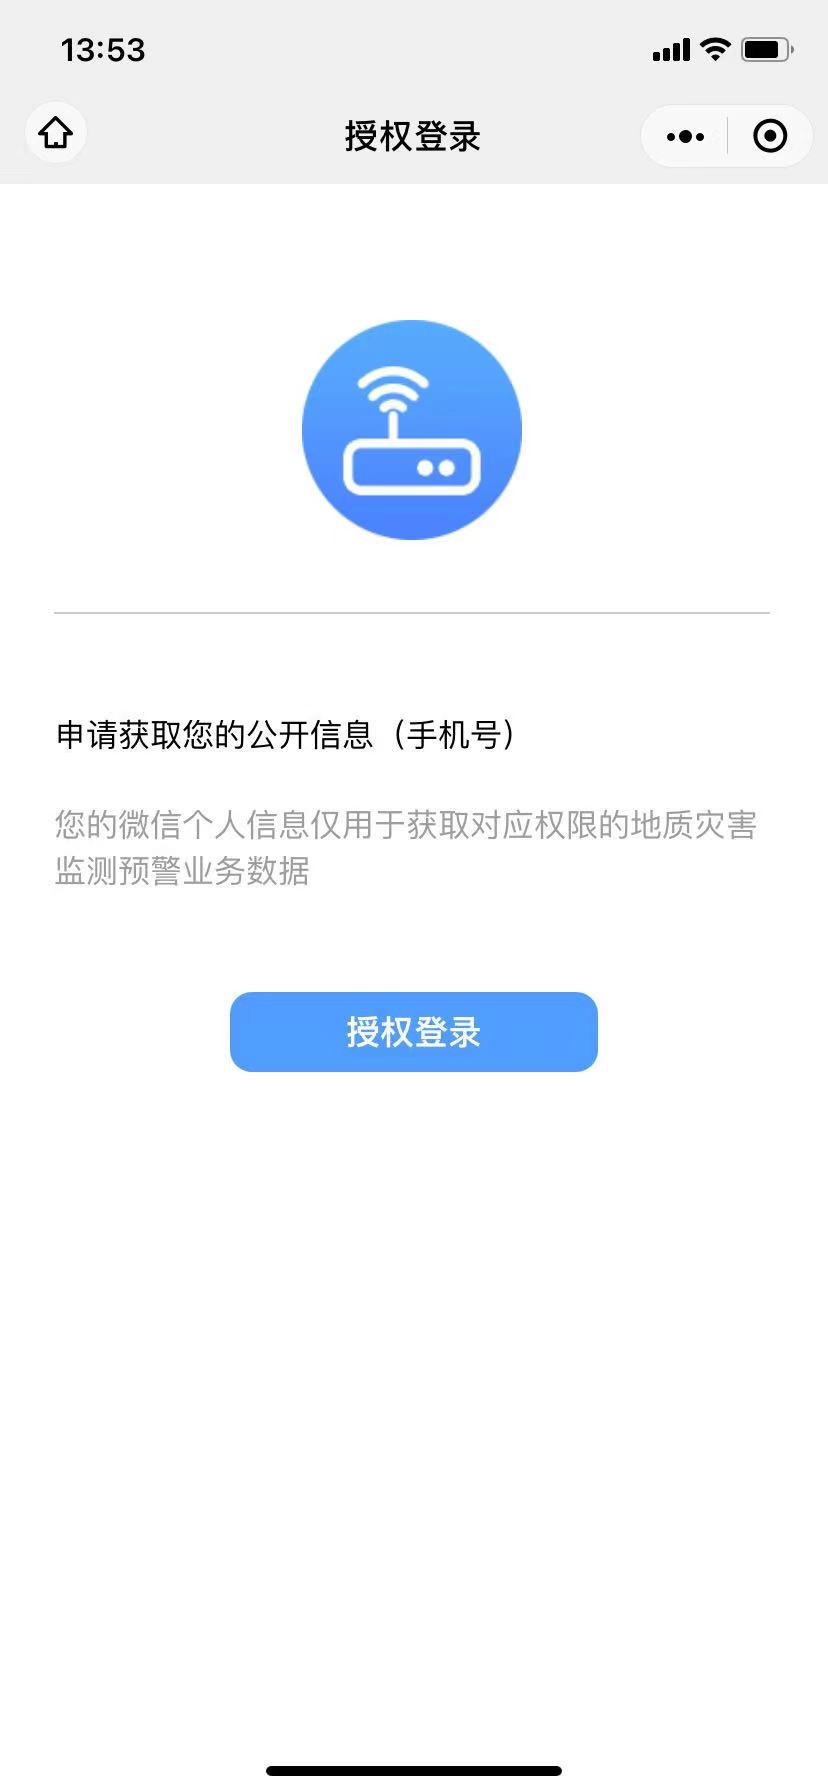 13:53
授权登录
申请获取您的公开信息（手机号）
您的微信个人信息仅用于获取对应权限的地质灾害
监测预警业务数据
授权登录